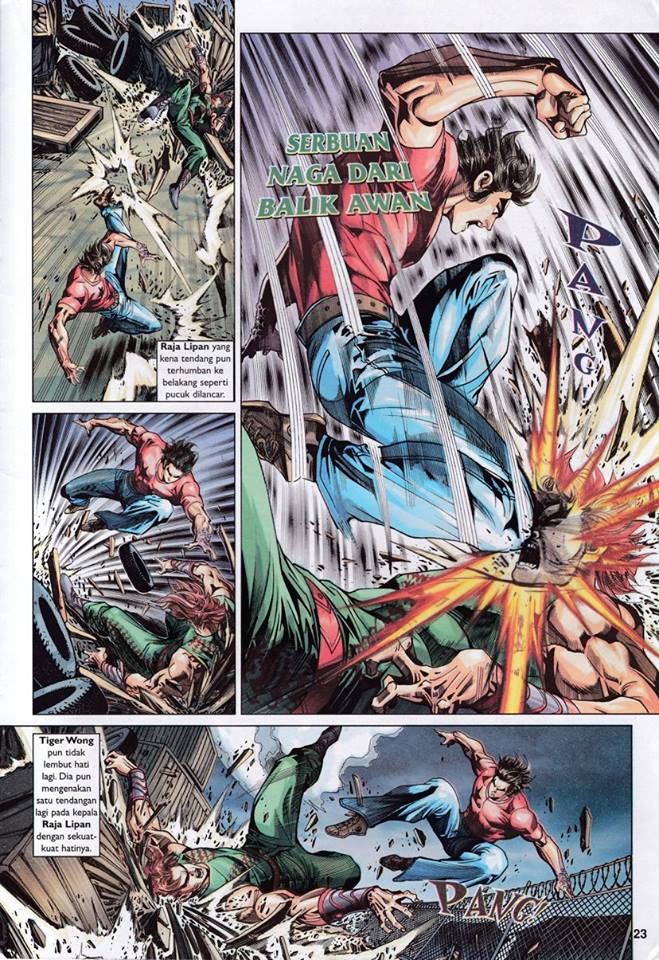 Raja Lipan yang
kena tendang pun
terhumban ke
belakang seperti
pucuk dilancar.
SERBUAN
NAGA DARI
BALIK AWAN
PANG!
Tiger Wong
pun tidak
lembut hati
lagi. Dia pun
mengenakan
satu tendangan
lagi pada kepala
Raja Lipan
dengan sekuat-
kuat hatinya.
PANG!
23